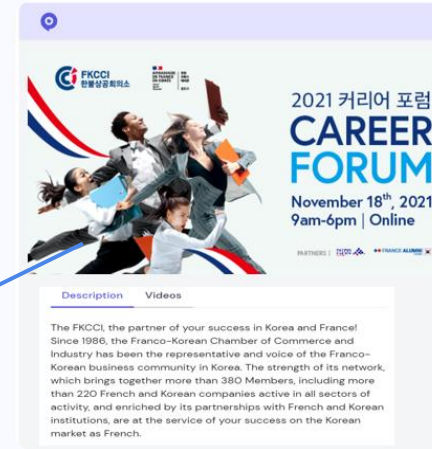 FKCCI
한불상공회의소
2021 커리어 포럼
CAREER
FORUM
November 18th, 2021
9am-6pm | Online
PARTNERS :
FRANCE ALUMNI
Description Videos
The FKCCI, the partner of your success in Korea and France!
Since 1986, the Franco-Korean Chamber of Commerce and
Industry has been the representative and voice of the Franco-
Korean business community in Korea. The strength of its network,
which brings together more than 380 Members, including more
than 220 French and Korean companies active in all sectors of
activity, and enriched by its partnerships with French and Korean
institutions, are at the service of your success on the Korean
market as French.